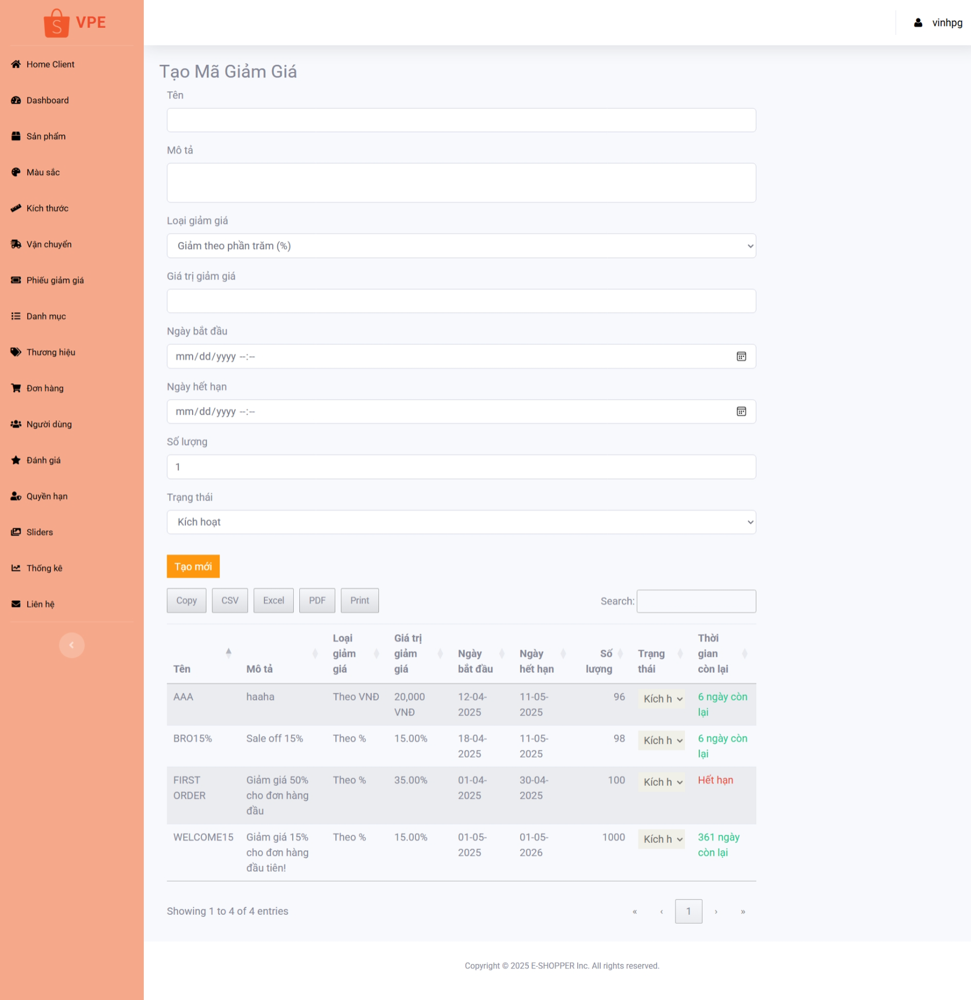 S VPE
vinhpg
Home Client
Dashboard
Sản phẩm
Màu sắc
Kích thước
Vận chuyển
Phiếu giảm giá
Danh mục
Thương hiệu
Đơn hàng
Người dùng
Đánh giá
Quyền hạn
Sliders
Thống kê
Liên hệ
Tạo Mã Giảm Giá
Tên
Mô tả
Loại giảm giá
Giảm theo phần trăm (%)
Giá trị giảm giá
Ngày bắt đầu
mm/dd/yyyy --:--
Ngày hết hạn
mm/dd/yyyy --:--
Số lượng
1
Trạng thái
Kích hoạt
Tạo mới
Copy CSV Excel PDF Print Search:
Tên Mô tả Loại giảm giá Giá trị giảm giá Ngày bắt đầu Ngày hết hạn Số lượng Trạng thái Thời gian còn lại
AAA haaha Theo VNĐ 20,000 VNĐ 12-04-2025 11-05-2025 96 Kích h 6 ngày còn lại
BRO15% Sale off 15% Theo % 15.00% 18-04-2025 11-05-2025 98 Kích h 6 ngày còn lại
FIRST ORDER Giảm giá 50% cho đơn hàng đầu Theo % 35.00% 01-04-2025 30-04-2025 100 Kích h Hết hạn
WELCOME15 Giảm giá 15% cho đơn hàng đầu tiên! Theo % 15.00% 01-05-2025 01-05-2026 1000 Kích h 361 ngày còn lại
Showing 1 to 4 of 4 entries
« ‹ 1 › »
Copyright © 2025 E-SHOPPER Inc. All rights reserved.